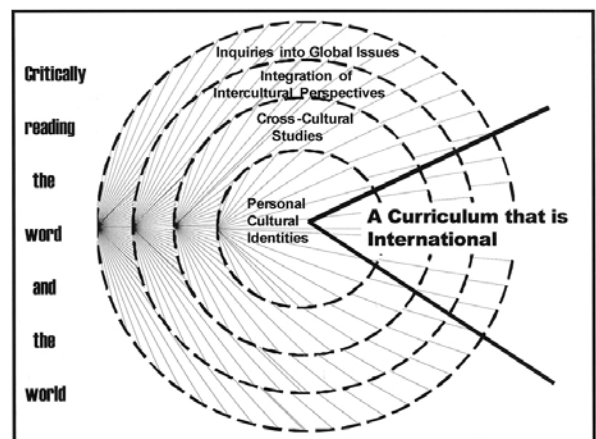 Critically
reading
the
word
and
the
world
Inquiries into Global Issues
Integration of
Intercultural Perspectives
Cross-Cultural
Studies
Personal
Cultural
Identities
A Curriculum that is
International